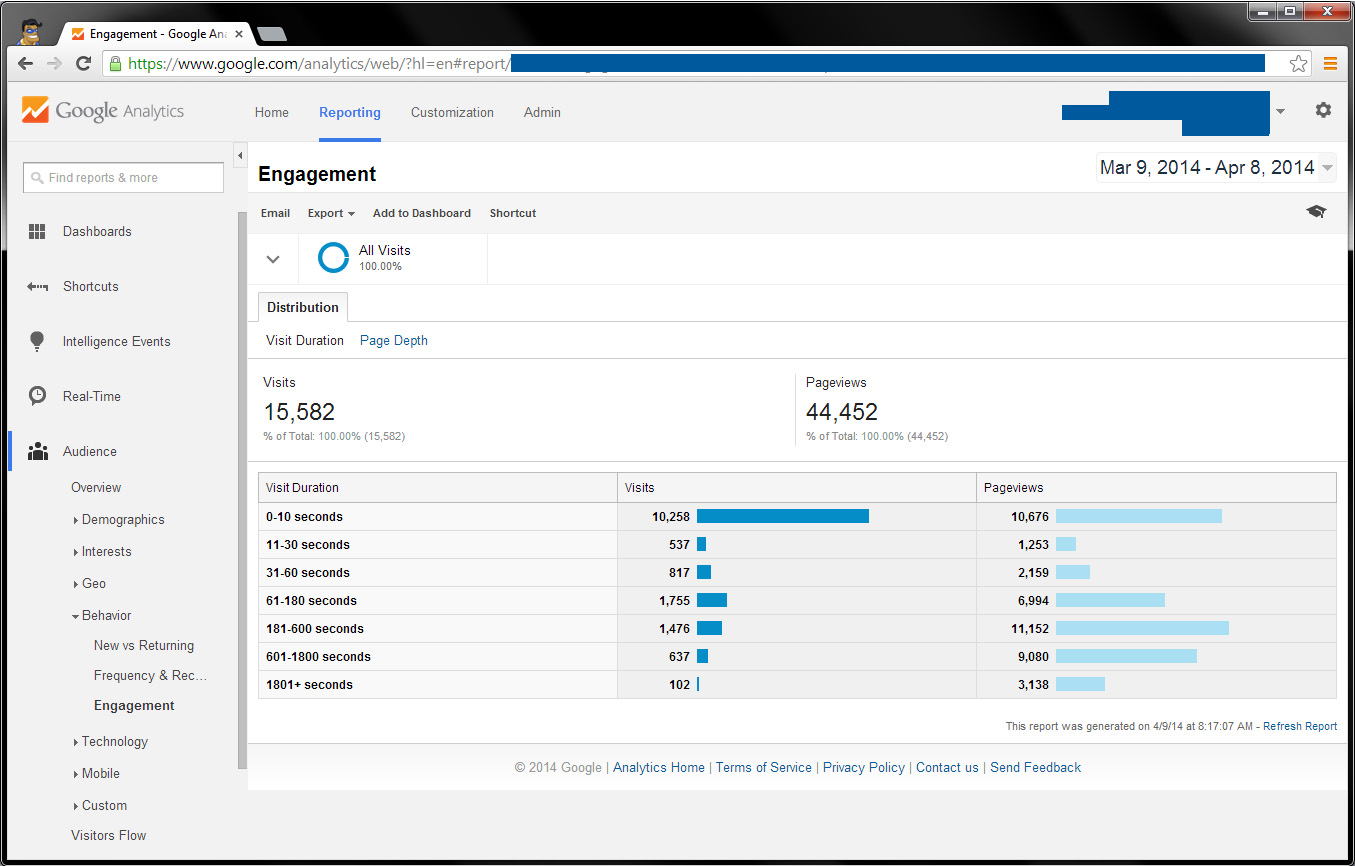 Engagement - Google Ana
https://www.google.com/analytics/web/?hl=en#report/
Google Analytics
Home Reporting Customization Admin
Find reports & more
Dashboards
Shortcuts
Intelligence Events
Real-Time
Audience
Overview
Demographics
Interests
Geo
Behavior
New vs Returning
Frequency & Rec...
Engagement
Technology
Mobile
Custom
Visitors Flow
Engagement
Mar 9, 2014 - Apr 8, 2014
Email Export Add to Dashboard Shortcut
All Visits
100.00%
Distribution
Visit Duration Page Depth
Visits
15,582
% of Total: 100.00% (15,582)
Pageviews
44,452
% of Total: 100.00% (44,452)
Visit Duration Visits Pageviews
0-10 seconds 10,258 10,676
11-30 seconds 537 1,253
31-60 seconds 817 2,159
61-180 seconds 1,755 6,994
181-600 seconds 1,476 11,152
601-1800 seconds 637 9,080
1801+ seconds 102 3,138
This report was generated on 4/9/14 at 8:17:07 AM - Refresh Report
© 2014 Google | Analytics Home | Terms of Service | Privacy Policy | Contact us | Send Feedback